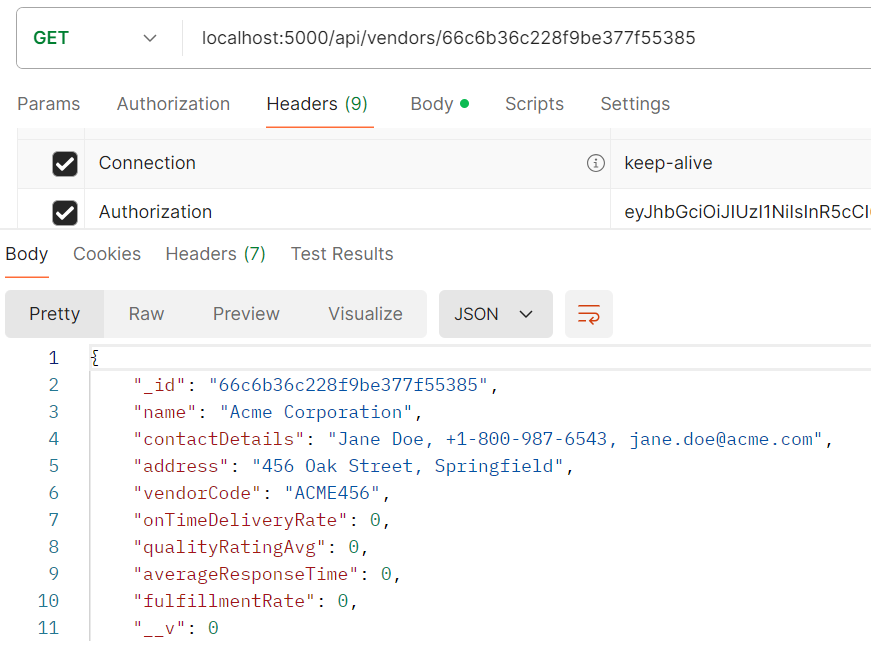 GET localhost:5000/api/vendors/66c6b36c228f9be377f55385
Params Authorization Headers (9) Body Scripts Settings
Connection keep-alive
Authorization
Body Cookies Headers (7) Test Results
Pretty Raw Preview Visualize JSON
1 {
2 "_id": "66c6b36c228f9be377f55385",
3 "name": "Acme Corporation",
4 "contactDetails": "Jane Doe, +1-800-987-6543, jane.doe@acme.com",
5 "address": "456 Oak Street, Springfield",
6 "vendorCode": "ACME456",
7 "onTimeDeliveryRate": 0,
8 "qualityRatingAvg": 0,
9 "averageResponseTime": 0,
10 "fulfillmentRate": 0,
11 "__v": 0